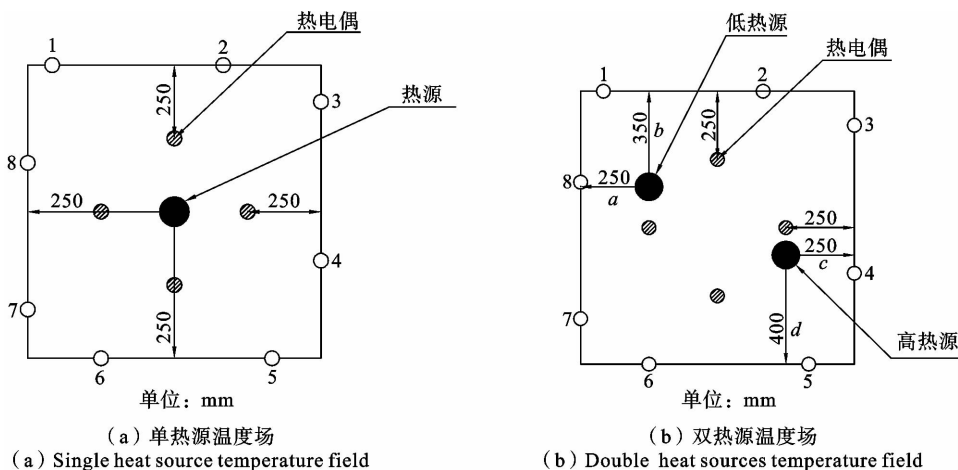 热电偶
1
2
250
3
热源
8
250
250
4
7
250
6
5
单位：mm
（a）单热源温度场
（a）Single heat source temperature field
低热源
热电偶
1
2
350
b
250
3
8
250
a
250
250
c
4
7
400
d
高热源
6
5
单位：mm
（b）双热源温度场
（b）Double heat sources temperature field